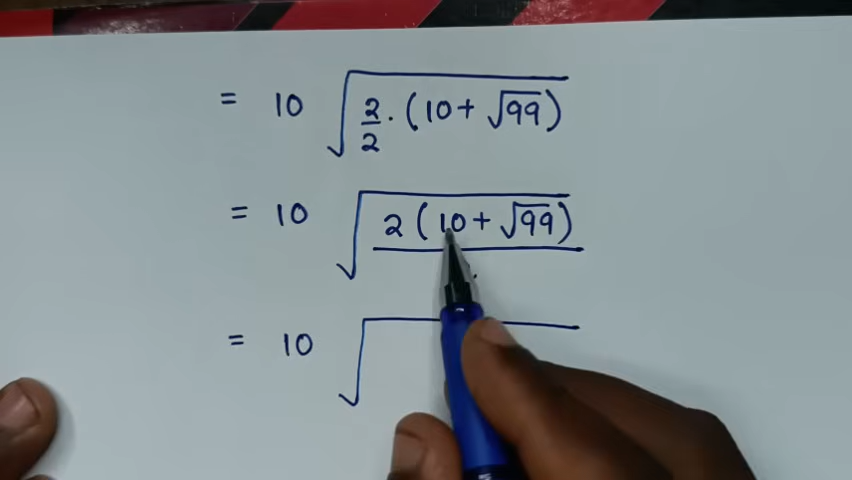 = 10 √(2/2 · (10 + √99))
= 10 √(2 (10 + √99)
= 10 √